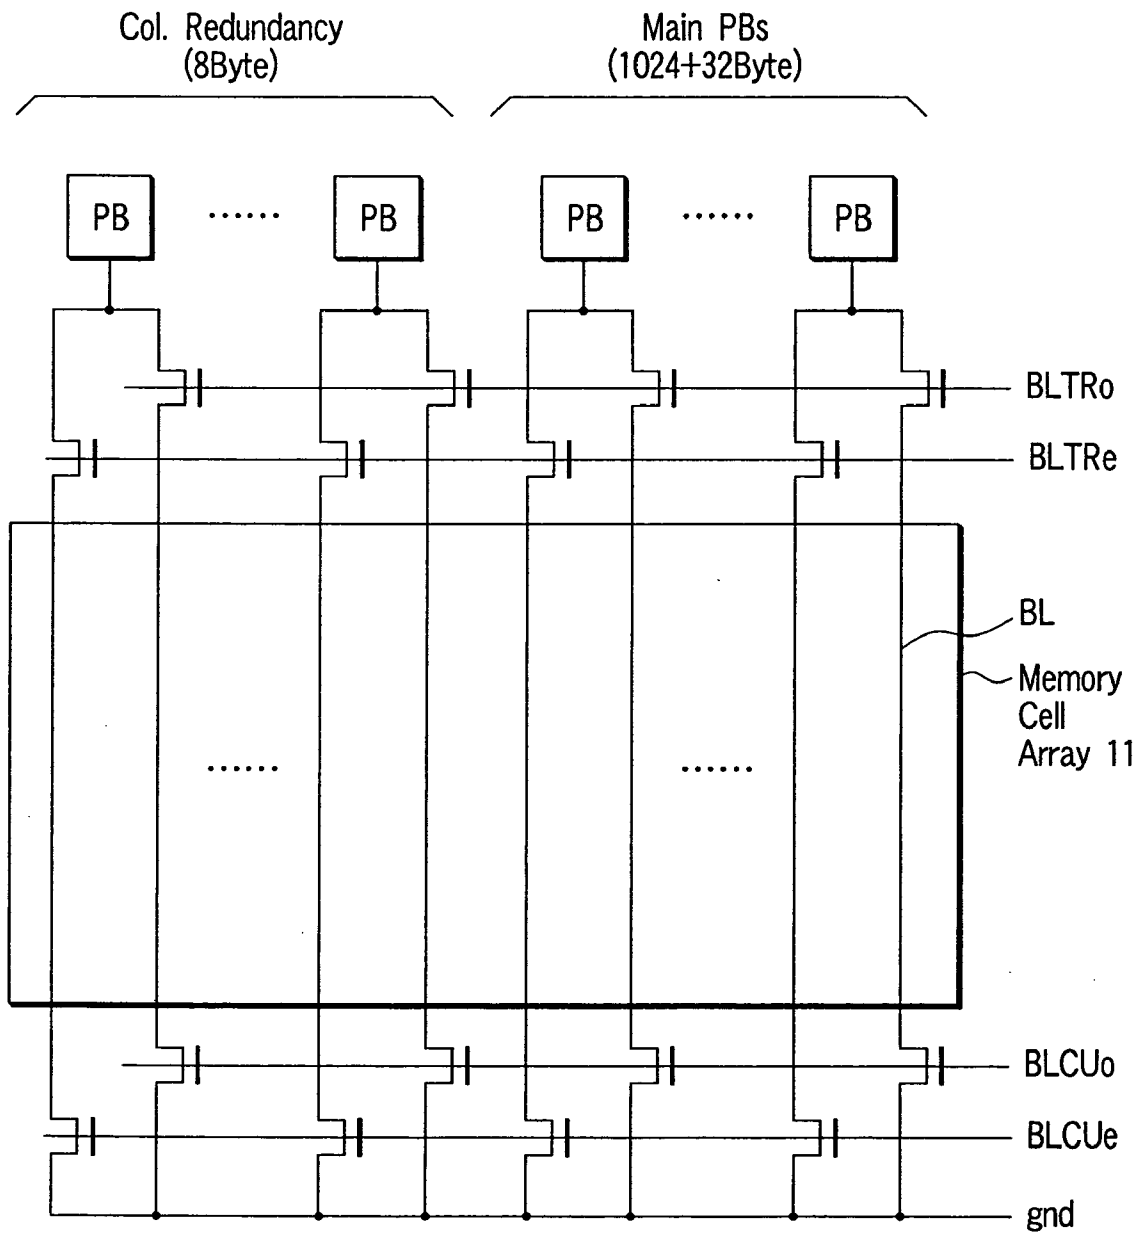 Col. Redundancy
(8Byte)
Main PBs
(1024+32Byte)
PB
......
PB
PB
......
PB
BLTRo
BLTRe
BL
Memory
Cell
Array 11
......
......
BLCUo
BLCUe
gnd